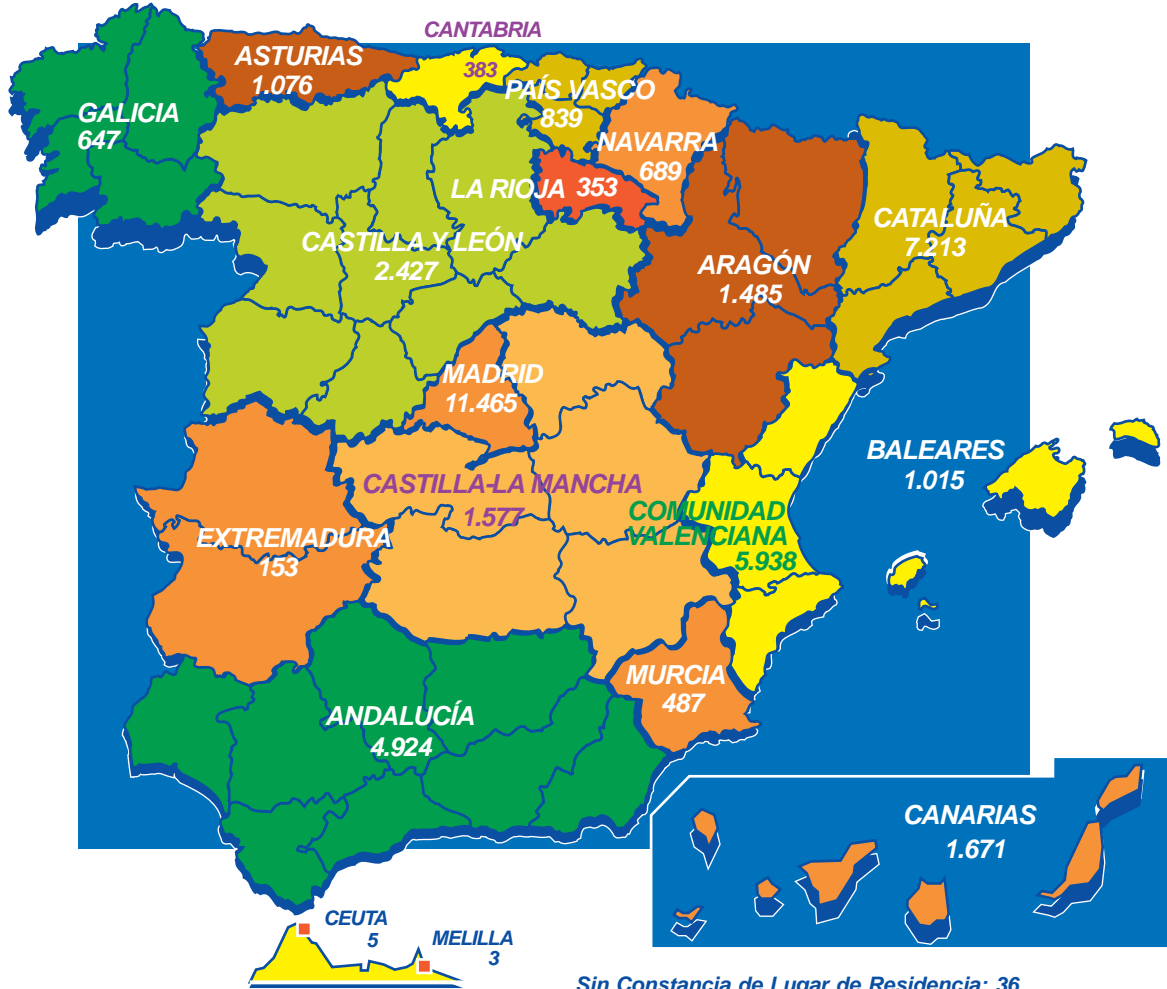 CANTABRIA
383
ASTURIAS
1.076
PAÍS VASCO
839
GALICIA
647
NAVARRA
689
LA RIOJA 353
CATALUÑA
7.213
CASTILLA Y LEÓN
2.427
ARAGÓN
1.485
MADRID
11.465
BALEARES
1.015
CASTILLA-LA MANCHA
1.577
COMUNIDAD
VALENCIANA
5.938
EXTREMADURA
153
MURCIA
487
ANDALUCÍA
4.924
CANARIAS
1.671
CEUTA
5
MELILLA
3
Sin Constancia de Lugar de Residencia: 36